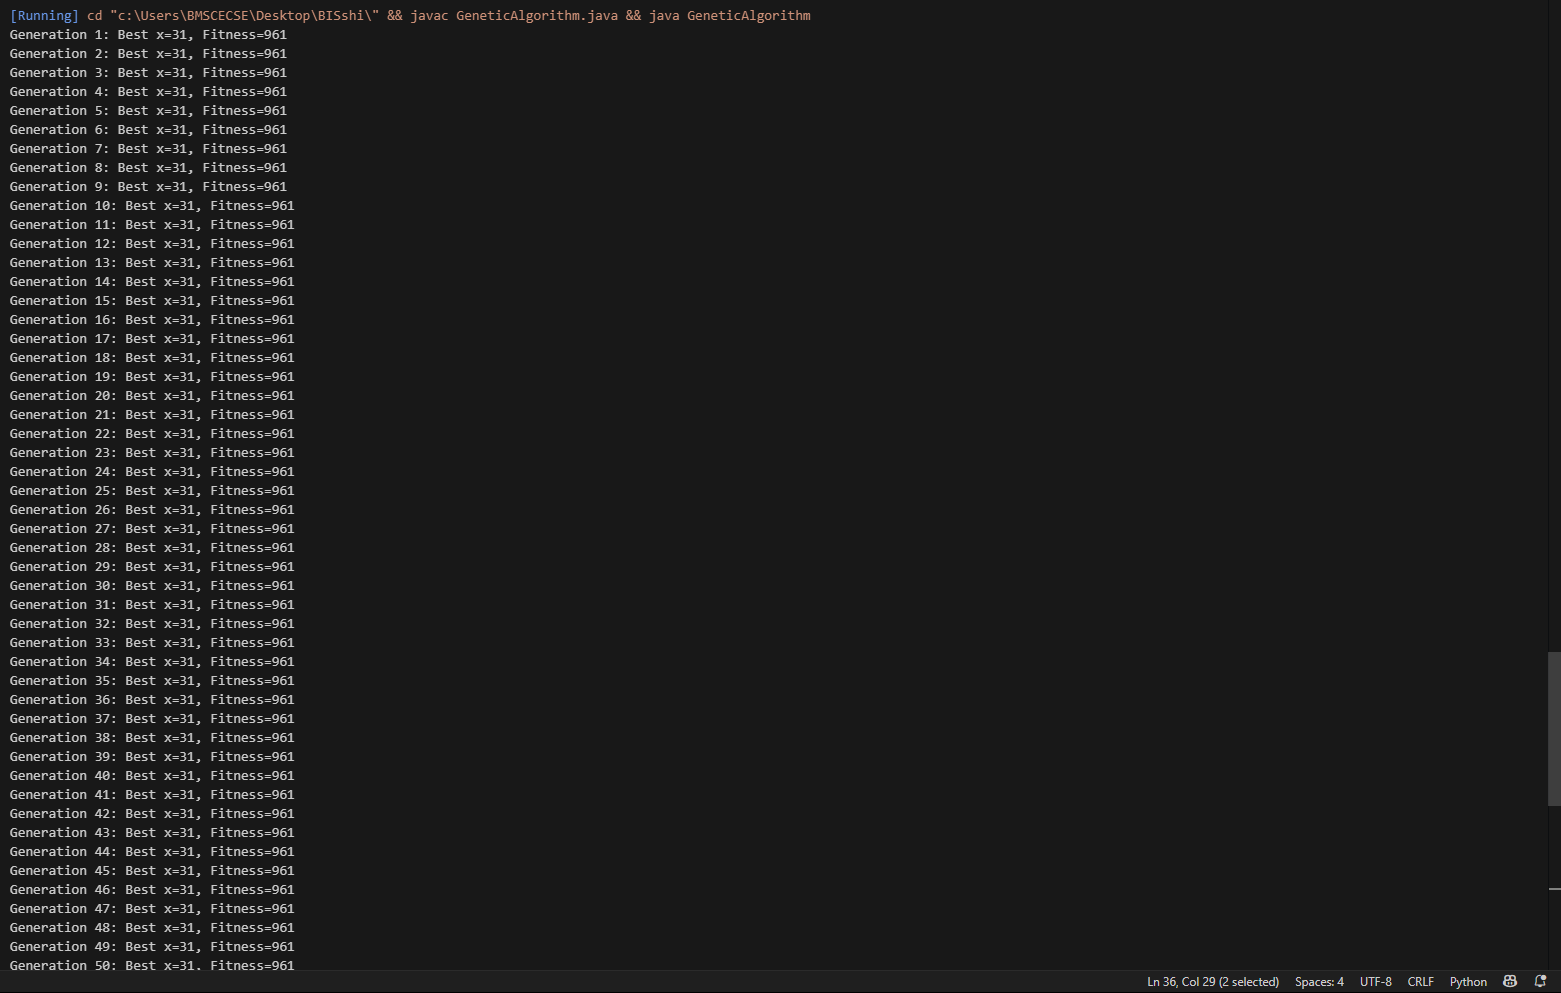 [Running] cd "c:\Users\BMSCECSE\Desktop\BISshi\" && javac GeneticAlgorithm.java && java GeneticAlgorithm
Generation 1: Best x=31, Fitness=961
Generation 2: Best x=31, Fitness=961
Generation 3: Best x=31, Fitness=961
Generation 4: Best x=31, Fitness=961
Generation 5: Best x=31, Fitness=961
Generation 6: Best x=31, Fitness=961
Generation 7: Best x=31, Fitness=961
Generation 8: Best x=31, Fitness=961
Generation 9: Best x=31, Fitness=961
Generation 10: Best x=31, Fitness=961
Generation 11: Best x=31, Fitness=961
Generation 12: Best x=31, Fitness=961
Generation 13: Best x=31, Fitness=961
Generation 14: Best x=31, Fitness=961
Generation 15: Best x=31, Fitness=961
Generation 16: Best x=31, Fitness=961
Generation 17: Best x=31, Fitness=961
Generation 18: Best x=31, Fitness=961
Generation 19: Best x=31, Fitness=961
Generation 20: Best x=31, Fitness=961
Generation 21: Best x=31, Fitness=961
Generation 22: Best x=31, Fitness=961
Generation 23: Best x=31, Fitness=961
Generation 24: Best x=31, Fitness=961
Generation 25: Best x=31, Fitness=961
Generation 26: Best x=31, Fitness=961
Generation 27: Best x=31, Fitness=961
Generation 28: Best x=31, Fitness=961
Generation 29: Best x=31, Fitness=961
Generation 30: Best x=31, Fitness=961
Generation 31: Best x=31, Fitness=961
Generation 32: Best x=31, Fitness=961
Generation 33: Best x=31, Fitness=961
Generation 34: Best x=31, Fitness=961
Generation 35: Best x=31, Fitness=961
Generation 36: Best x=31, Fitness=961
Generation 37: Best x=31, Fitness=961
Generation 38: Best x=31, Fitness=961
Generation 39: Best x=31, Fitness=961
Generation 40: Best x=31, Fitness=961
Generation 41: Best x=31, Fitness=961
Generation 42: Best x=31, Fitness=961
Generation 43: Best x=31, Fitness=961
Generation 44: Best x=31, Fitness=961
Generation 45: Best x=31, Fitness=961
Generation 46: Best x=31, Fitness=961
Generation 47: Best x=31, Fitness=961
Generation 48: Best x=31, Fitness=961
Generation 49: Best x=31, Fitness=961
Generation 50: Best x=31, Fitness=961
Ln 36, Col 29 (2 selected) Spaces: 4 UTF-8 CRLF Python